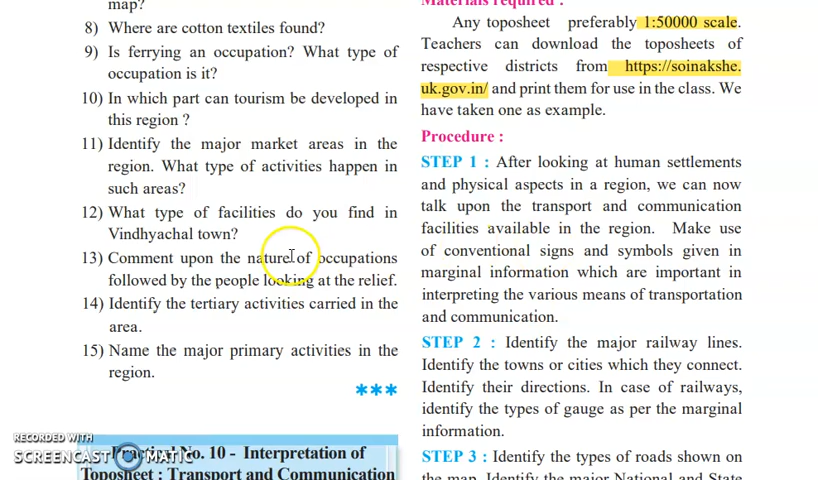 map?
8) Where are cotton textiles found?
9) Is ferrying an occupation? What type of
occupation is it?
10) In which part can tourism be developed in
this region ?
11) Identify the major market areas in the
region. What type of activities happen in
such areas?
12) What type of facilities do you find in
Vindhyachal town?
13) Comment upon the nature of occupations
followed by the people looking at the relief.
14) Identify the tertiary activities carried in the
area.
15) Name the major primary activities in the
region.
***
RECORDED WITH
SCREENCAST MATIC
Practical No. 10 - Interpretation of
Toposheet : Transport and Communication
Materials required :
Any toposheet preferably 1:50000 scale.
Teachers can download the toposheets of
respective districts from https://soinakshe.
uk.gov.in/ and print them for use in the class. We
have taken one as example.
Procedure :
STEP 1 : After looking at human settlements
and physical aspects in a region, we can now
talk upon the transport and communication
facilities available in the region. Make use
of conventional signs and symbols given in
marginal information which are important in
interpreting the various means of transportation
and communication.
STEP 2 : Identify the major railway lines.
Identify the towns or cities which they connect.
Identify their directions. In case of railways,
identify the types of gauge as per the marginal
information.
STEP 3 : Identify the types of roads shown on
the map. Identify the major National and State